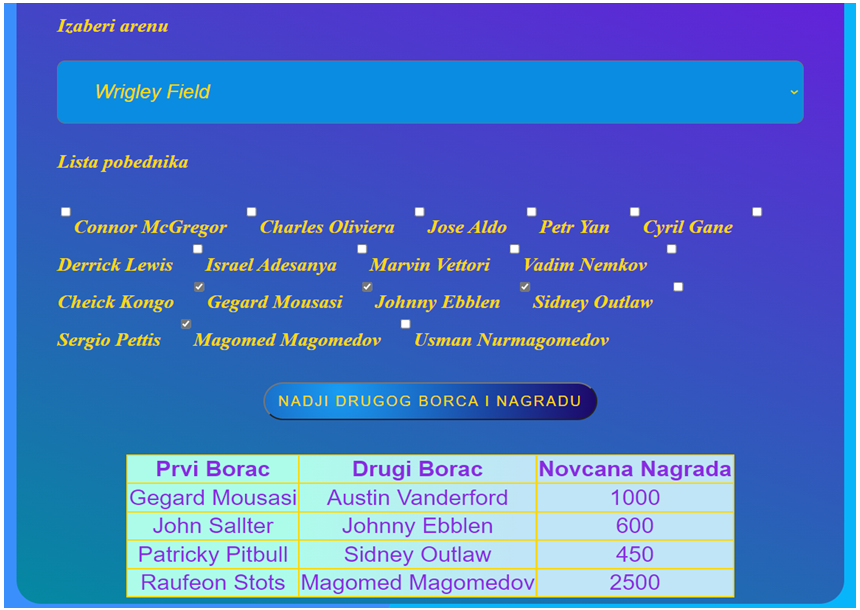 Izaberi arenu
Wrigley Field
Lista pobednika
Connor McGregor Charles Oliviera Jose Aldo Petr Yan Cyril Gane
Derrick Lewis Israel Adesanya Marvin Vettori Vadim Nemkov
Cheick Kongo Gegard Mousasi Johnny Ebblen Sidney Outlaw
Sergio Pettis Magomed Magomedov Usman Nurmagomedov
NADJI DRUGOG BORCA I NAGRADU
Prvi Borac Drugi Borac Novcana Nagrada
Gegard Mousasi Austin Vanderford 1000
John Sallter Johnny Ebblen 600
Patricky Pitbull Sidney Outlaw 450
Raufeon Stots Magomed Magomedov 2500